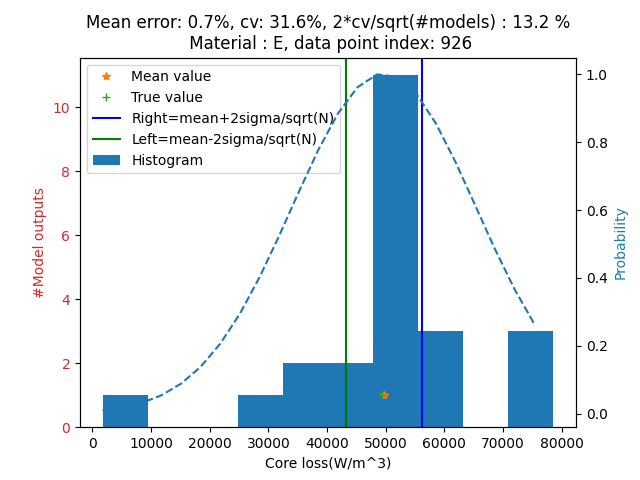 Mean error: 0.7%, cv: 31.6%, 2*cv/sqrt(#models) : 13.2 %
Material : E, data point index: 926
Mean value
True value
Right=mean+2sigma/sqrt(N)
Left=mean-2sigma/sqrt(N)
Histogram
#Model outputs
10
8
6
4
2
0
1.0
0.8
0.6
0.4
0.2
0.0
Probability
0 10000 20000 30000 40000 50000 60000 70000 80000
Core loss(W/m^3)